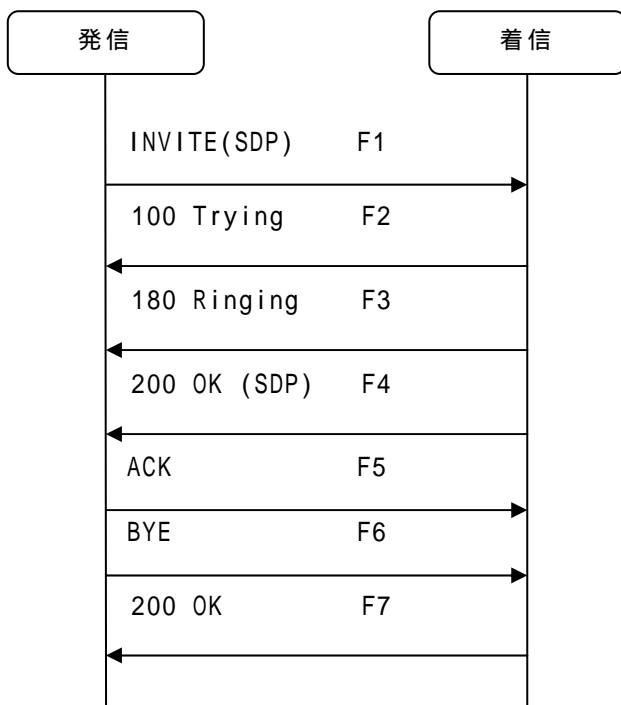 発信 着信
INVITE(SDP) F1
100 Trying F2
180 Ringing F3
200 OK (SDP) F4
ACK F5
BYE F6
200 OK F7